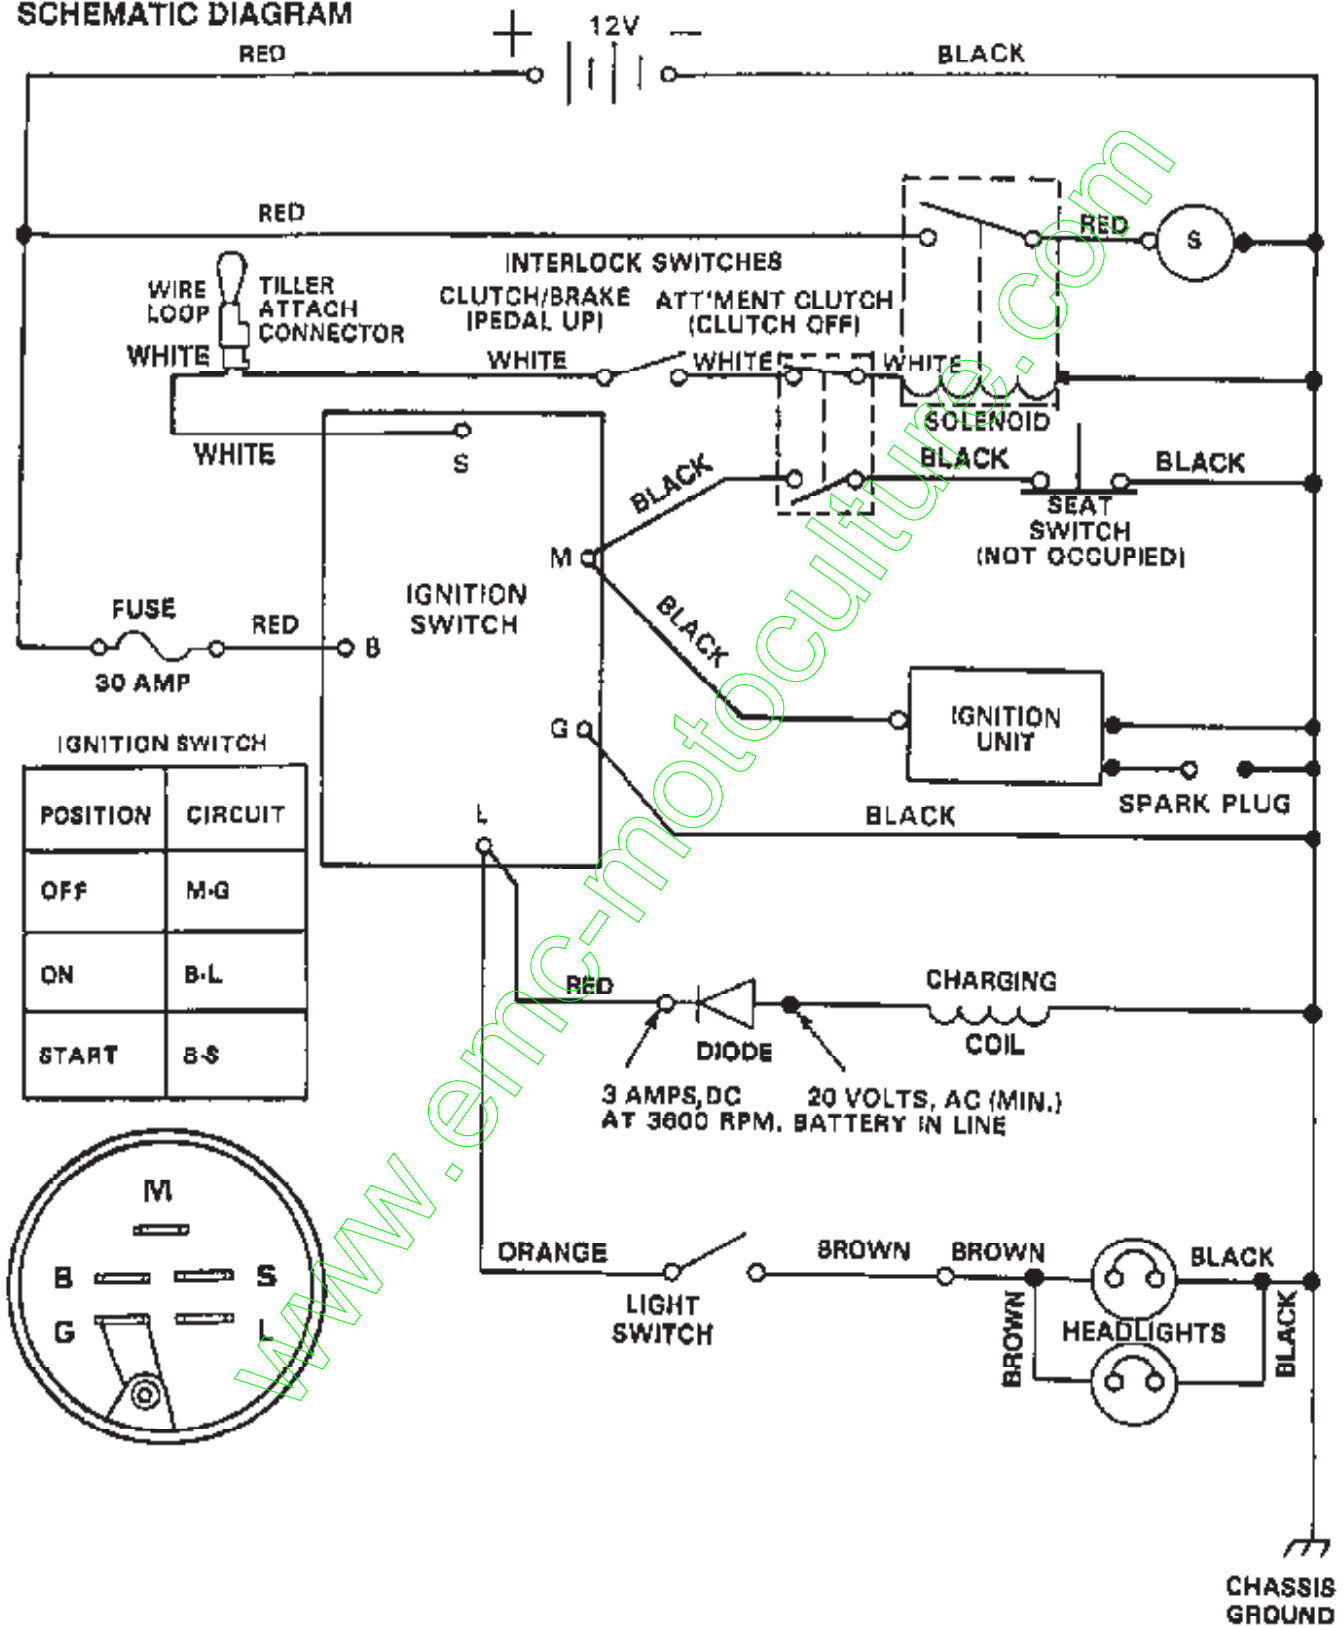 SCHEMATIC DIAGRAM
12V
RED
BLACK
RED
RED
S
INTERLOCK SWITCHES
WIRE
LOOP
TILLER
ATTACH
CONNECTOR
CLUTCH/BRAKE
(PEDAL UP)
ATT'MENT CLUTCH
(CLUTCH OFF)
WHITE
WHITE
WHITE
WHITE
SOLENOID
WHITE
S
BLACK
BLACK
BLACK
SEAT
SWITCH
(NOT OCCUPIED)
M
IGNITION
SWITCH
BLACK
FUSE
RED
B
30 AMP
G
IGNITION
UNIT
SPARK PLUG
BLACK
L
IGNITION SWITCH
POSITION CIRCUIT
OFF M-G
ON B-L
START B-S
RED
DIODE
CHARGING
COIL
3 AMPS, DC
AT 3600 RPM.
20 VOLTS, AC (MIN.)
BATTERY IN LINE
M
B
S
G
L
ORANGE
LIGHT
SWITCH
BROWN
BROWN
BROWN
BLACK
BLACK
HEADLIGHTS
CHASSIS
GROUND
www.emc-motoculture.com